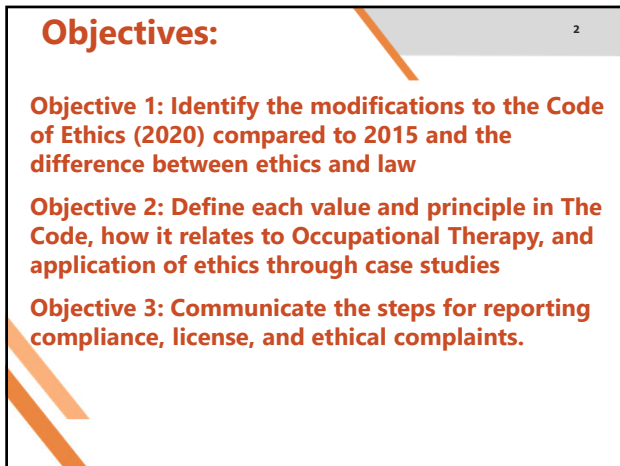 Objectives:
2
Objective 1: Identify the modifications to the Code
of Ethics (2020) compared to 2015 and the
difference between ethics and law
Objective 2: Define each value and principle in The
Code, how it relates to Occupational Therapy, and
application of ethics through case studies
Objective 3: Communicate the steps for reporting
compliance, license, and ethical complaints.